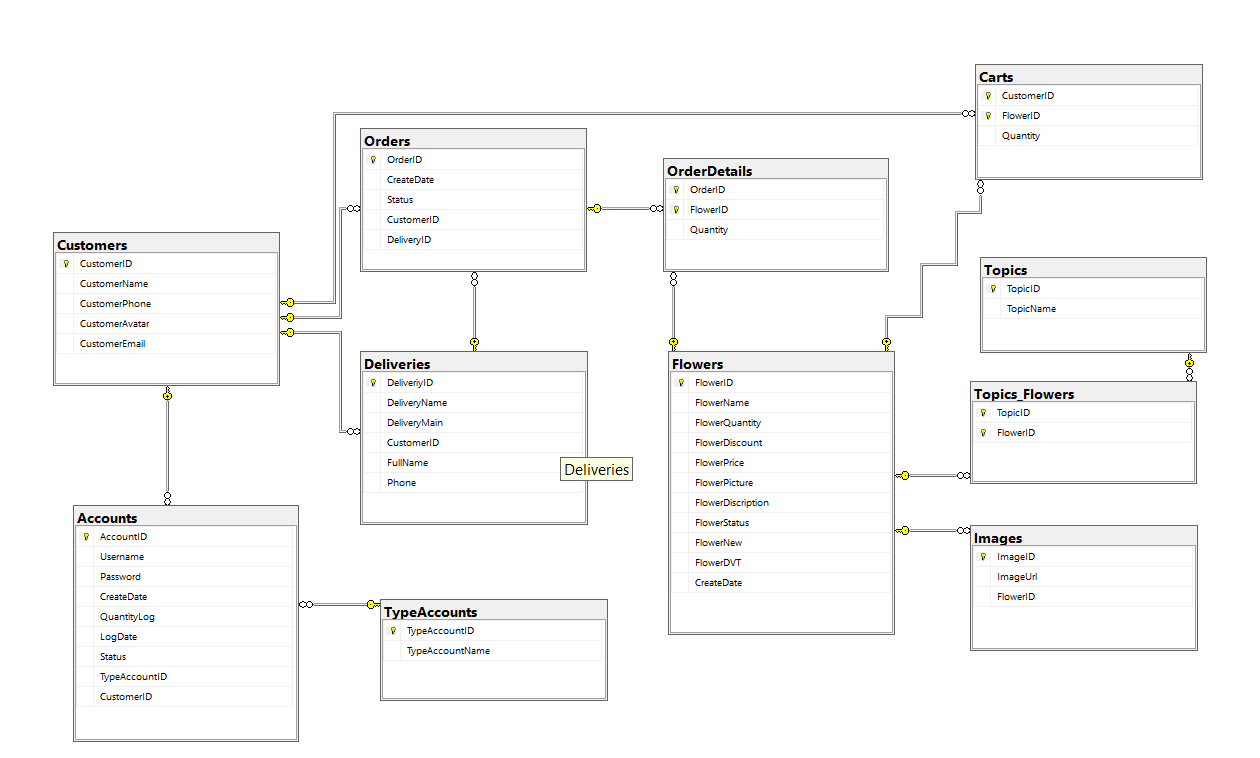 Carts
CustomerID
FlowerID
Quantity
Orders
OrderID
CreateDate
Status
CustomerID
DeliveryID
OrderDetails
OrderID
FlowerID
Quantity
Customers
CustomerID
CustomerName
CustomerPhone
CustomerAvatar
CustomerEmail
Topics
TopicID
TopicName
Deliveries
DeliveriyID
DeliveryName
DeliveryMain
CustomerID
FullName
Phone
Deliveries
Flowers
FlowerID
FlowerName
FlowerQuantity
FlowerDiscount
FlowerPrice
FlowerPicture
FlowerDiscription
FlowerStatus
FlowerNew
FlowerDVT
CreateDate
Topics_Flowers
TopicID
FlowerID
Accounts
AccountID
Username
Password
CreateDate
QuantityLog
LogDate
Status
TypeAccountID
CustomerID
Images
ImageID
ImageUrl
FlowerID
TypeAccounts
TypeAccountID
TypeAccountName